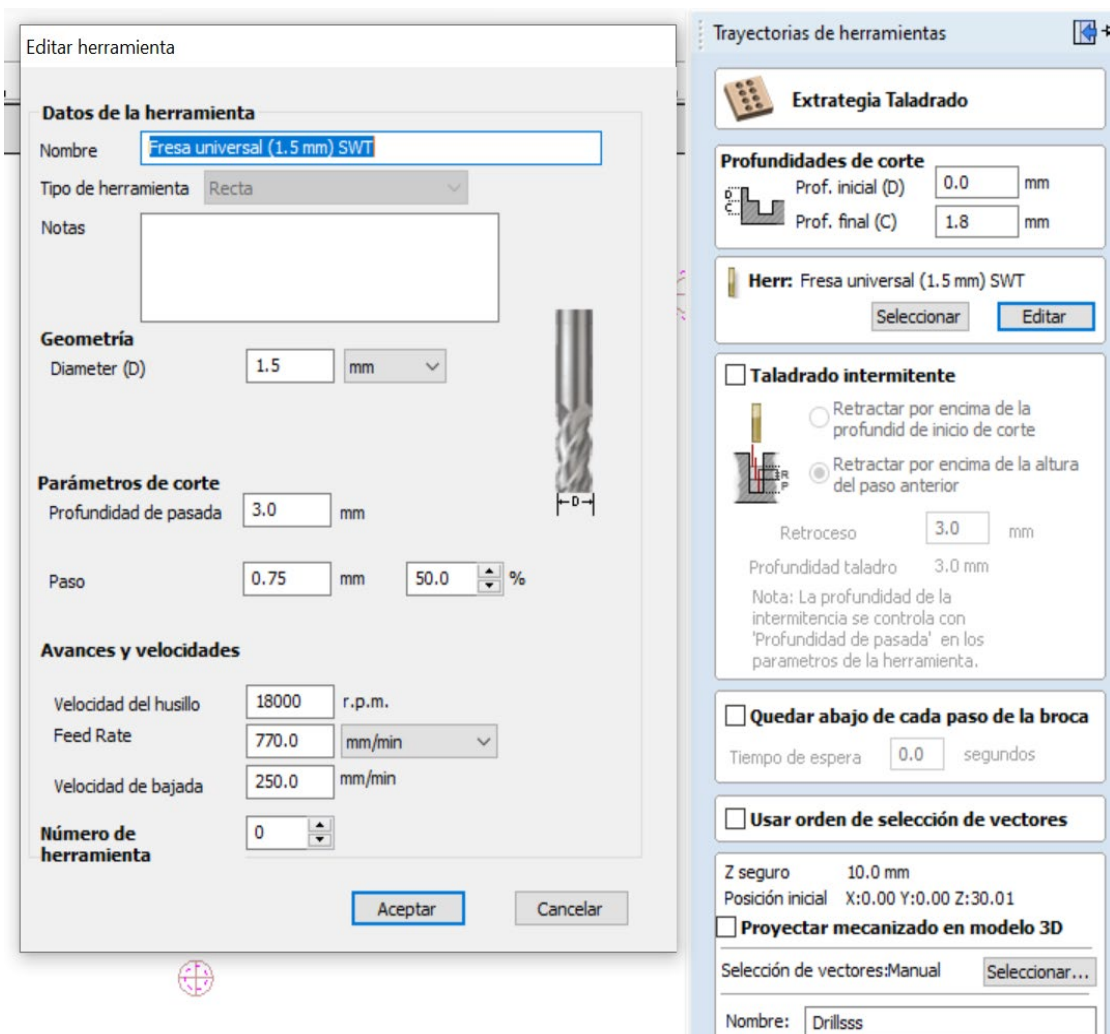 Editar herramienta
Datos de la herramienta
Nombre Fresa universal (1.5 mm) SWT
Tipo de herramienta Recta
Notas
Geometría
Diameter (D) 1.5 mm
D
Parámetros de corte
Profundidad de pasada 3.0 mm
Paso 0.75 mm 50.0 %
Avances y velocidades
Velocidad del husillo 18000 r.p.m.
Feed Rate 770.0 mm/min
Velocidad de bajada 250.0 mm/min
Número de 0
herramienta
Aceptar Cancelar
Trayectorias de herramientas
Extrategia Taladrado
Profundidades de corte
D Prof. inicial (D) 0.0 mm
C Prof. final (C) 1.8 mm
Herr: Fresa universal (1.5 mm) SWT
Seleccionar Editar
Taladrado intermitente
Retractar por encima de la
profundid de inicio de corte
Retractar por encima de la altura
del paso anterior
R
P
Retroceso 3.0 mm
Profundidad taladro 3.0 mm
Nota: La profundidad de la
intermitencia se controla con
'Profundidad de pasada' en los
parametros de la herramienta.
Quedar abajo de cada paso de la broca
Tiempo de espera 0.0 segundos
Usar orden de selección de vectores
Z seguro 10.0 mm
Posición inicial X:0.00 Y:0.00 Z:30.01
Proyectar mecanizado en modelo 3D
Selección de vectores:Manual Seleccionar...
Nombre: Drillsss